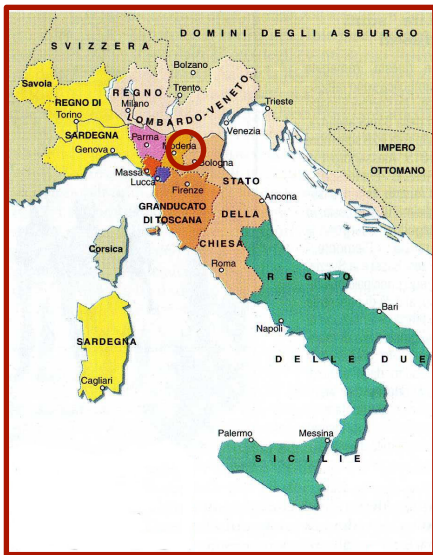 DOMINI DEGLI ASBURGO
SVIZZERA
Bolzano
Savoia
REGNO
Trento
LOMBARDO-VENETO
Milano
Trieste
REGNO DI
Torino
Venezia
SARDEGNA
Parma
Modena
IMPERO
Genova
Bologna
OTTOMANO
Massa
STATO
Lucca
Firenze
Ancona
GRANDUCATO
DI TOSCANA
DELLA
Corsica
CHIESA
Roma
REGNO
Bari
Napoli
SARDEGNA
DELLE DUE
Cagliari
Palermo
Messina
SICILIE